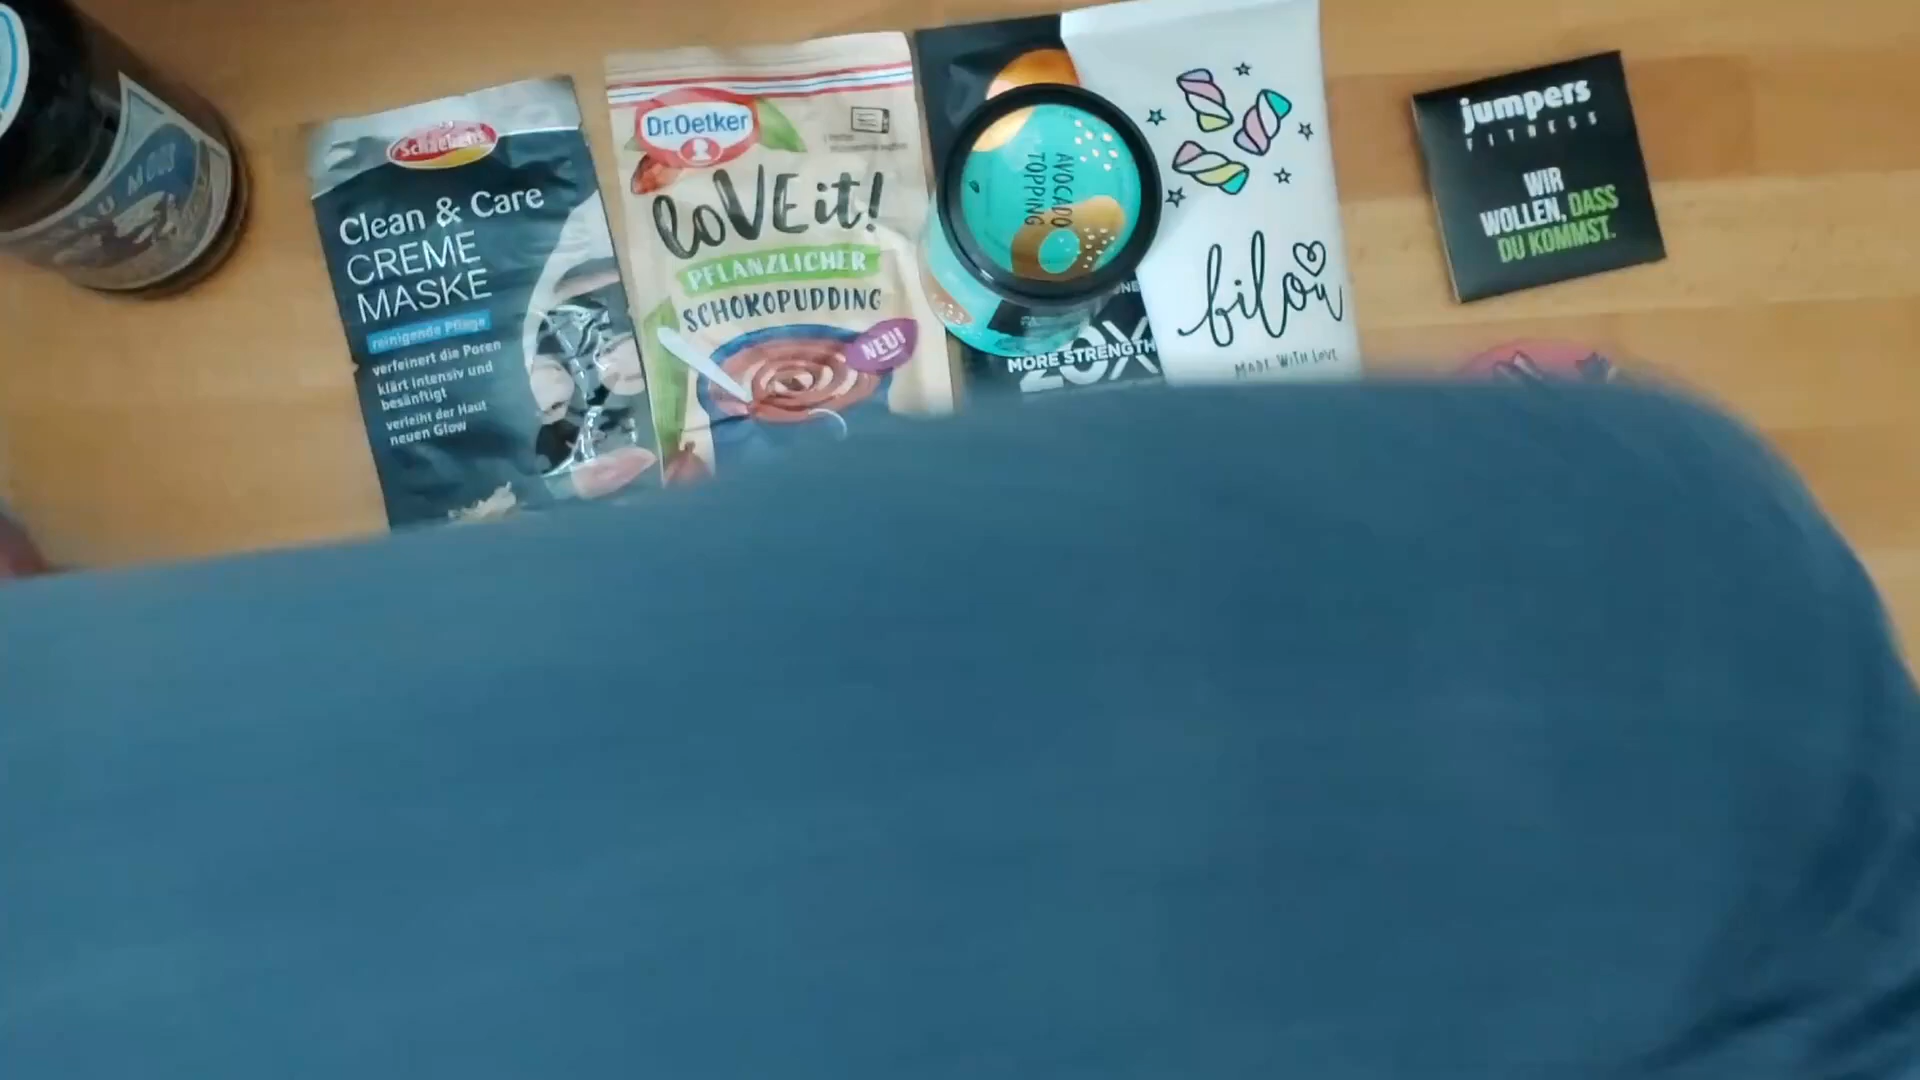 Schaebens
Clean & Care
CREME
MASKE
reinigende Pflege
verfeinert die Poren
klärt intensiv und
besänftigt
verleiht der Haut
neuen Glow
Dr.Oetker
LOVE it!
PFLANZLICHER
SCHOKOPUDDING
NEU!
AVOCADO
TOPPING
MORE STRENGTH
20X
bilou
MADE WITH Love
jumpers
FITNESS
WIR
WOLLEN, DASS
DU KOMMST.